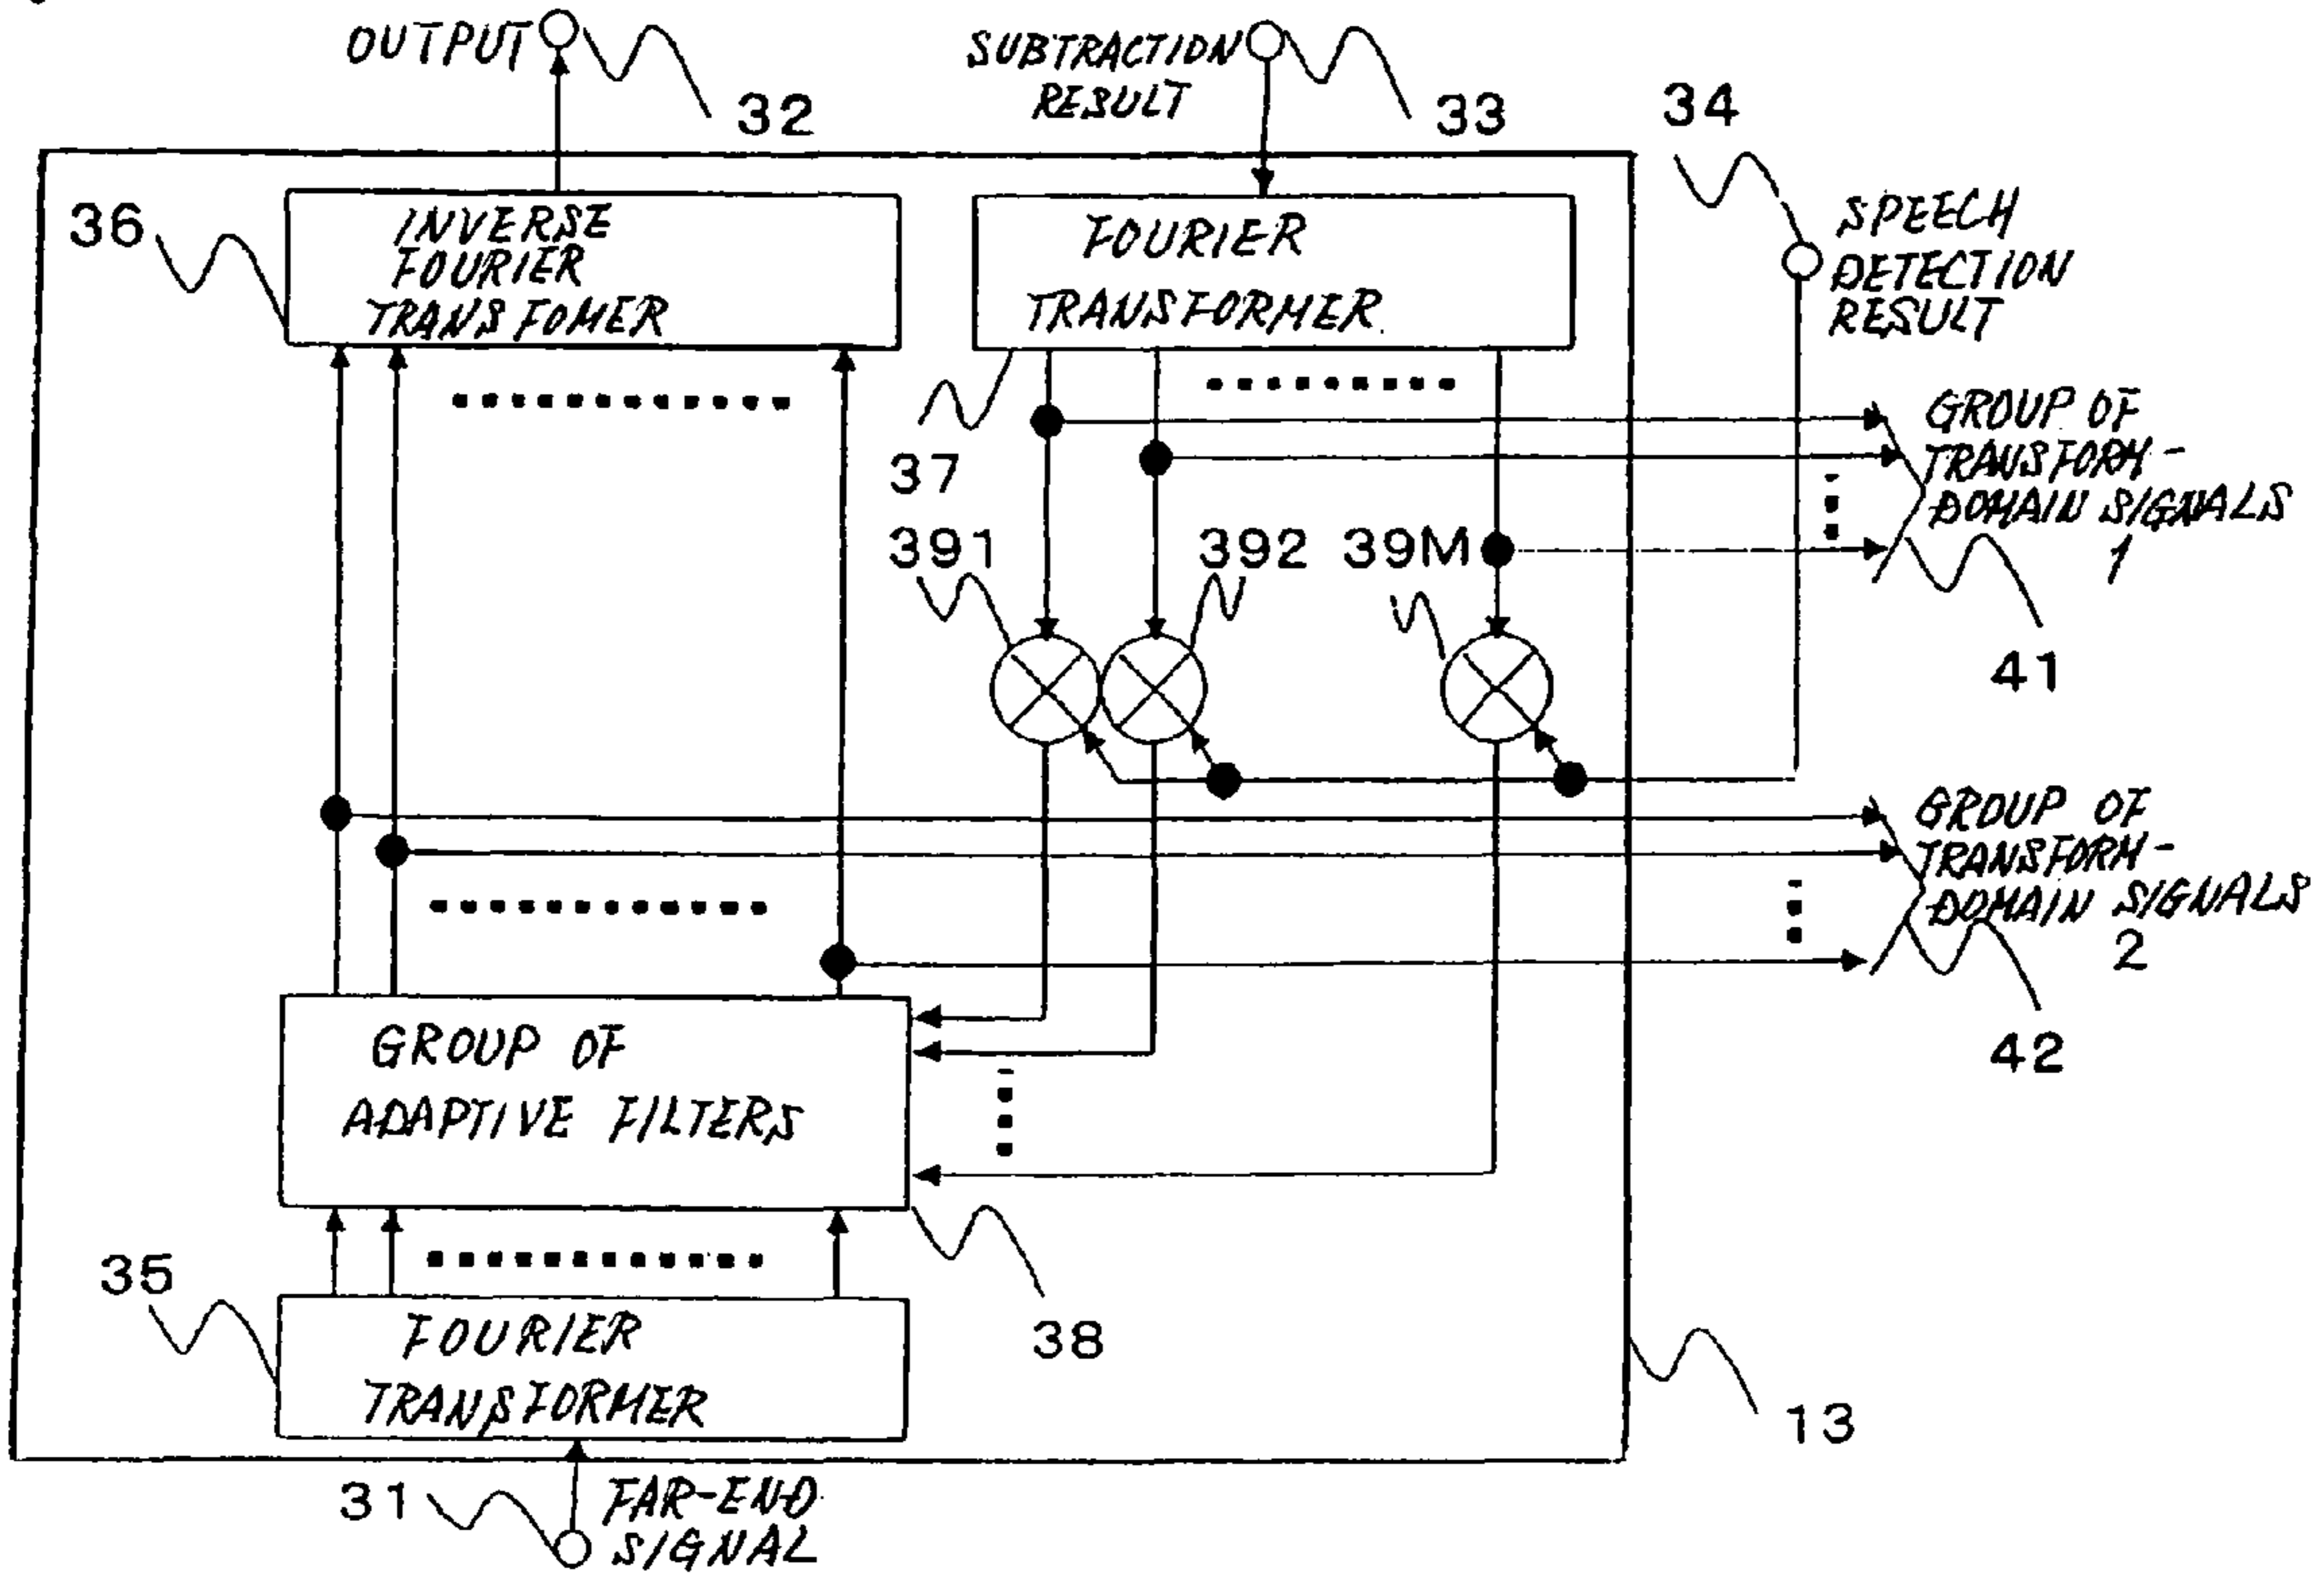 OUTPUT
32
SUBTRACTION
RESULT
33
34
SPEECH
DETECTION
RESULT
36
INVERSE
FOURIER
TRANSFOMER
FOURIER
TRANSFORMER
37
GROUP OF
TRANSFORM-
DOMAIN SIGNALS
1
391
392
39M
41
GROUP OF
TRANSFORM-
DOMAIN SIGNALS
2
42
GROUP OF
ADAPTIVE FILTERS
38
35
FOURIER
TRANSFORMER
13
31
FAR-END
SIGNAL